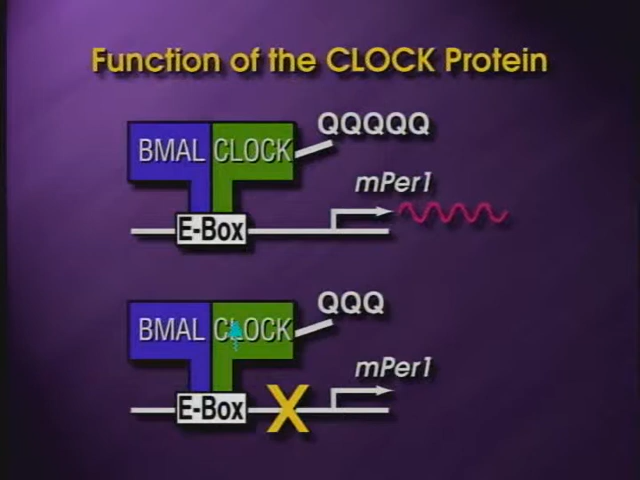 Function of the CLOCK Protein
QQQQQ
BMAL CLOCK
mPer1
E-Box
QQQ
BMAL CLOCK
mPer1
E-Box
X